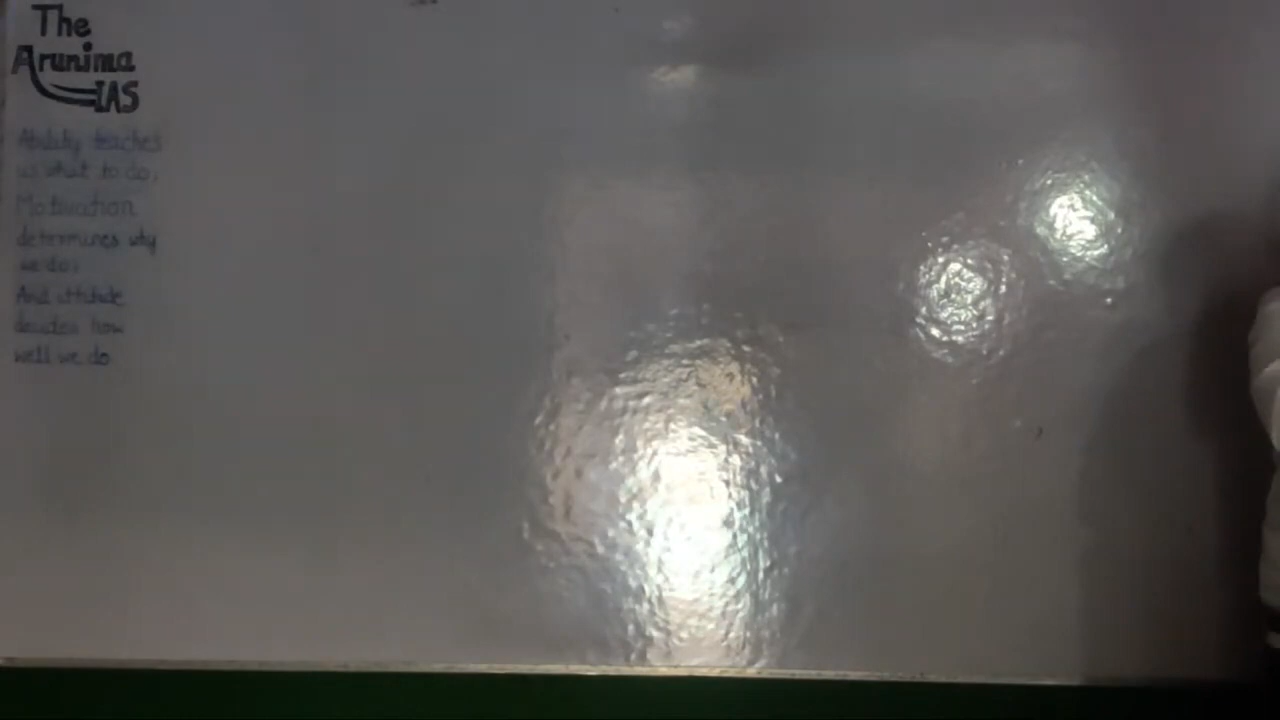 The
Arunima
IAS
Ability teaches
us what to do,
Motivation
determines why
we do,
And attitude
decides how
well we do